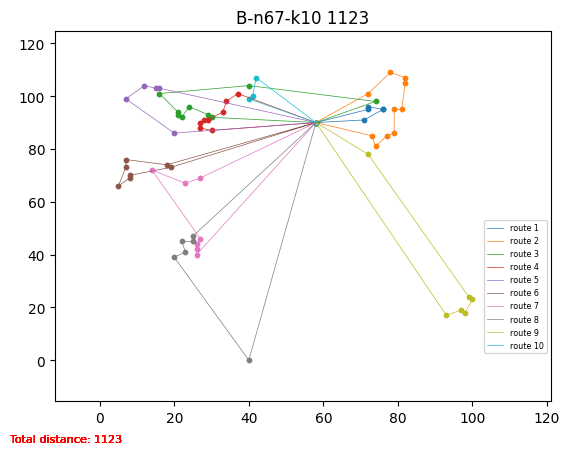 B-n67-k10 1123
120
100
80
60
40
20
0
0
20
40
60
80
100
120
route 1
route 2
route 3
route 4
route 5
route 6
route 7
route 8
route 9
route 10
Total distance: 1123